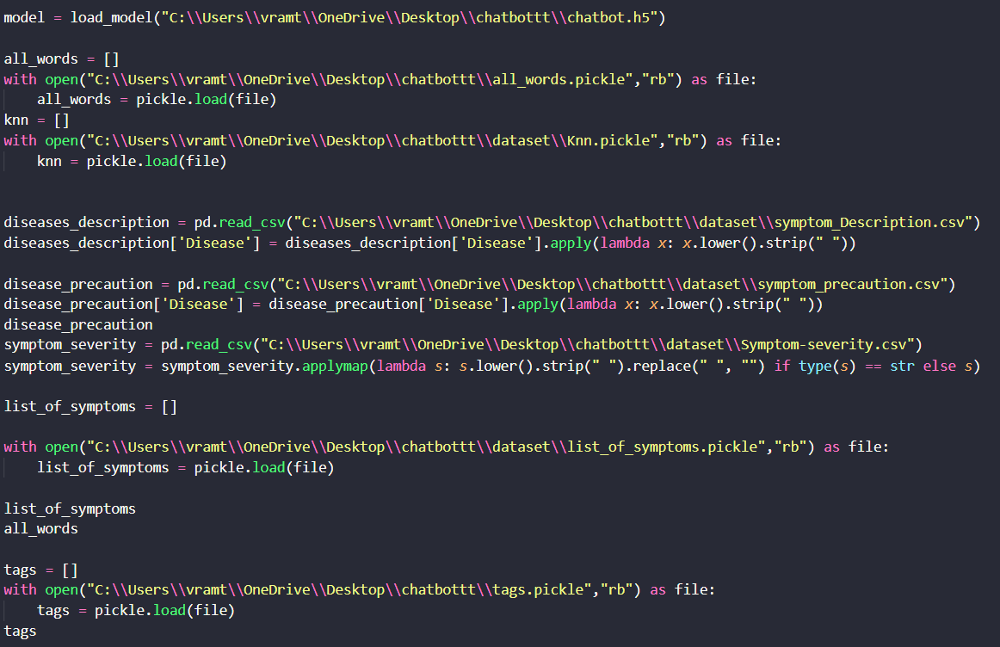 model = load_model("C:\\Users\\vramt\\OneDrive\\Desktop\\chatbottt\\chatbot.h5")
all_words = []
with open("C:\\Users\\vramt\\OneDrive\\Desktop\\chatbottt\\all_words.pickle","rb") as file:
    all_words = pickle.load(file)
knn = []
with open("C:\\Users\\vramt\\OneDrive\\Desktop\\chatbottt\\dataset\\Knn.pickle","rb") as file:
    knn = pickle.load(file)
diseases_description = pd.read_csv("C:\\Users\\vramt\\OneDrive\\Desktop\\chatbottt\\dataset\\symptom_Description.csv")
diseases_description['Disease'] = diseases_description['Disease'].apply(lambda x: x.lower().strip(" "))
disease_precaution = pd.read_csv("C:\\Users\\vramt\\OneDrive\\Desktop\\chatbottt\\dataset\\symptom_precaution.csv")
disease_precaution['Disease'] = disease_precaution['Disease'].apply(lambda x: x.lower().strip(" "))
disease_precaution
symptom_severity = pd.read_csv("C:\\Users\\vramt\\OneDrive\\Desktop\\chatbottt\\dataset\\Symptom-severity.csv")
symptom_severity = symptom_severity.applymap(lambda s: s.lower().strip(" ").replace(" ", "") if type(s) == str else s)
list_of_symptoms = []
with open("C:\\Users\\vramt\\OneDrive\\Desktop\\chatbottt\\dataset\\list_of_symptoms.pickle","rb") as file:
    list_of_symptoms = pickle.load(file)
list_of_symptoms
all_words
tags = []
with open("C:\\Users\\vramt\\OneDrive\\Desktop\\chatbottt\\tags.pickle","rb") as file:
    tags = pickle.load(file)
tags